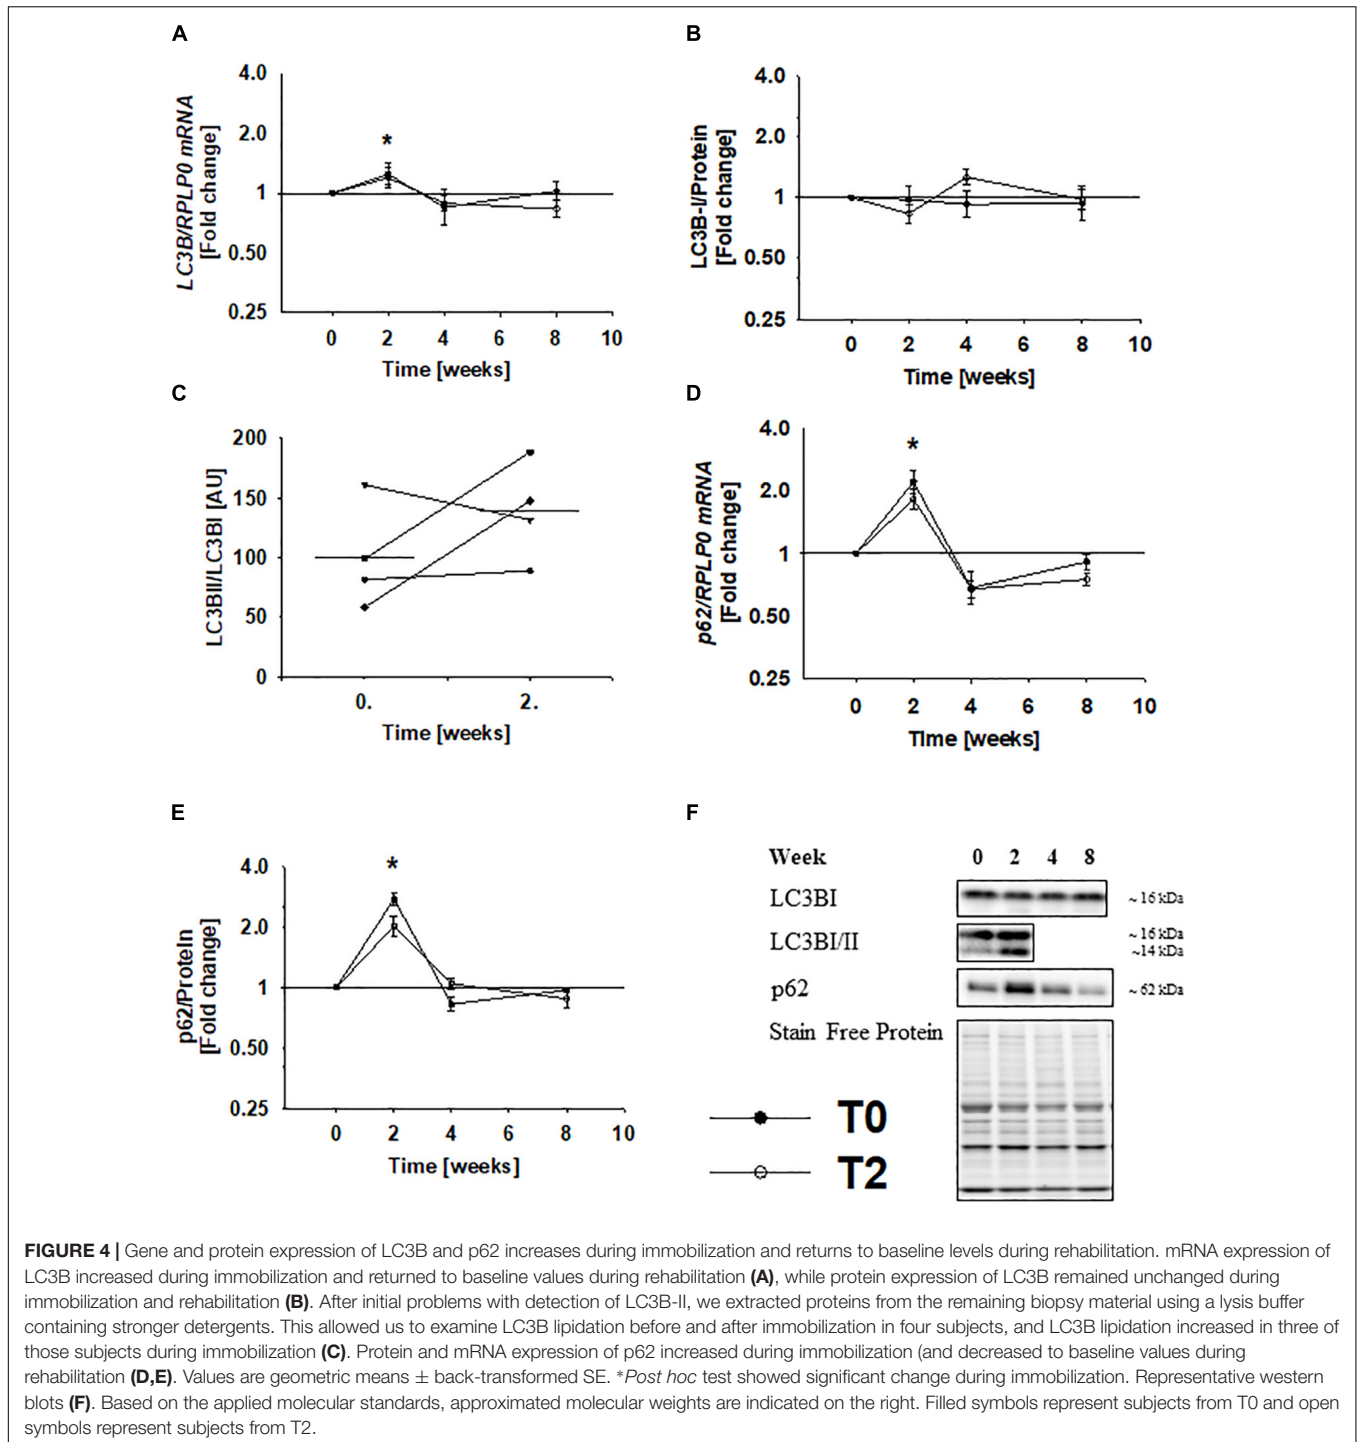 A
4.0
2.0
1
0.50
0.25
LC3B/RPLP0 mRNA
[Fold change]
*
0 2 4 6 8 10
Time [weeks]
B
4.0
2.0
1
0.50
0.25
LC3B-I/Protein
[Fold change]
0 2 4 6 8 10
Time [weeks]
C
200
150
100
50
0
LC3BII/LC3BI [AU]
0. 2.
Time [weeks]
D
4.0
2.0
1
0.50
0.25
p62/RPLP0 mRNA
[Fold change]
*
0 2 4 6 8 10
Time [weeks]
E
4.0
2.0
1
0.50
0.25
p62/Protein
[Fold change]
*
0 2 4 6 8 10
Time [weeks]
F
Week 0 2 4 8
LC3BI ~ 16 kDa
LC3BI/II ~ 16 kDa
~ 14 kDa
p62 ~ 62 kDa
Stain Free Protein
T0
T2
FIGURE 4 | Gene and protein expression of LC3B and p62 increases during immobilization and returns to baseline levels during rehabilitation. mRNA expression of
LC3B increased during immobilization and returned to baseline values during rehabilitation (A), while protein expression of LC3B remained unchanged during
immobilization and rehabilitation (B). After initial problems with detection of LC3B-II, we extracted proteins from the remaining biopsy material using a lysis buffer
containing stronger detergents. This allowed us to examine LC3B lipidation before and after immobilization in four subjects, and LC3B lipidation increased in three of
those subjects during immobilization (C). Protein and mRNA expression of p62 increased during immobilization (and decreased to baseline values during
rehabilitation (D,E). Values are geometric means ± back-transformed SE. *Post hoc test showed significant change during immobilization. Representative western
blots (F). Based on the applied molecular standards, approximated molecular weights are indicated on the right. Filled symbols represent subjects from T0 and open
symbols represent subjects from T2.